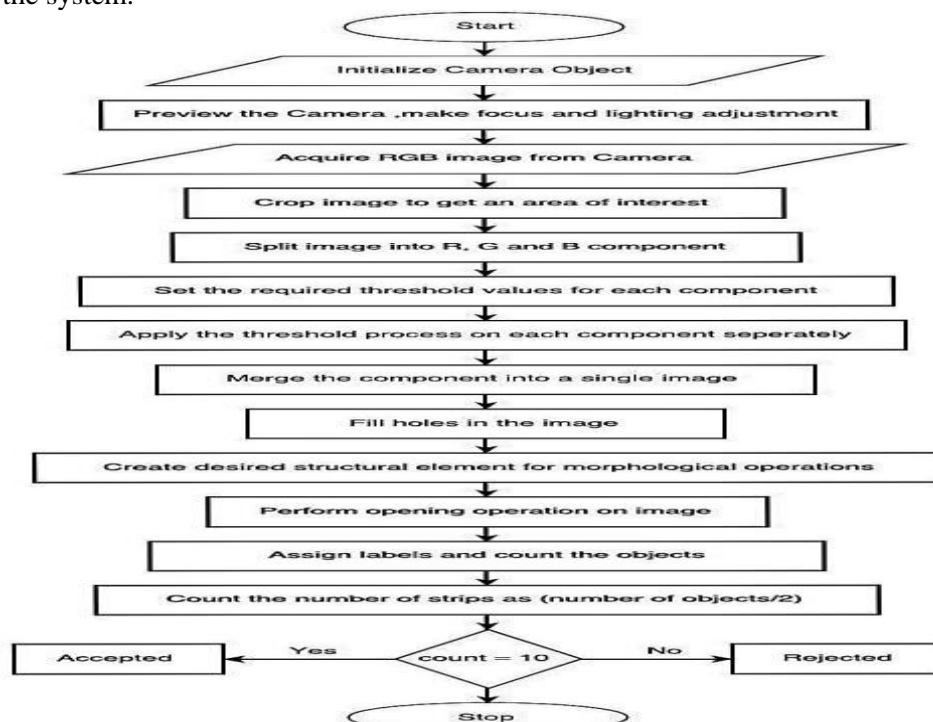 the system.
Start
Initialize Camera Object
Preview the Camera ,make focus and lighting adjustment
Acquire RGB image from Camera
Crop image to get an area of interest
Split image into R, G and B component
Set the required threshold values for each component
Apply the threshold process on each component seperately
Merge the component into a single image
Fill holes in the image
Create desired structural element for morphological operations
Perform opening operation on image
Assign labels and count the objects
Count the number of strips as (number of objects/2)
Accepted
Yes
count = 10
No
Rejected
Stop